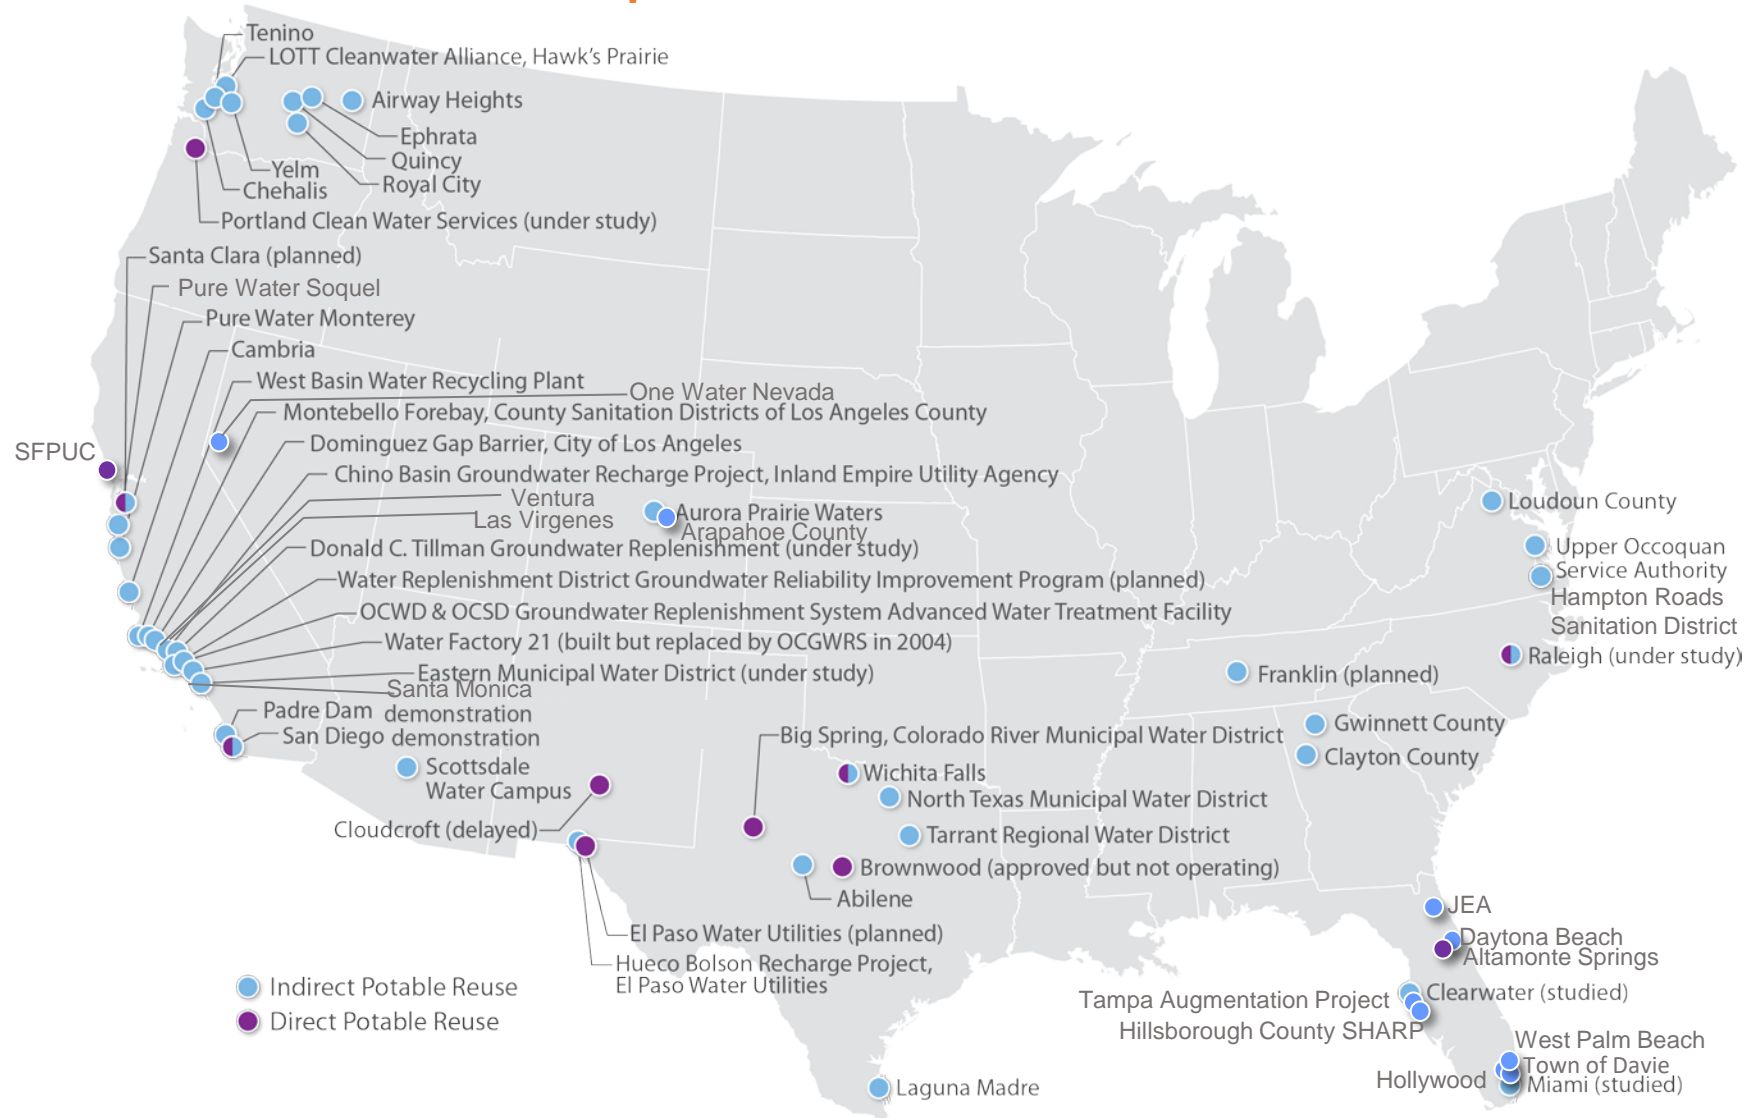 Tenino
LOTT Cleanwater Alliance, Hawk's Prairie
Airway Heights
Ephrata
Quincy
Royal City
Yelm
Chehalis
Portland Clean Water Services (under study)
Santa Clara (planned)
Pure Water Soquel
Pure Water Monterey
Cambria
West Basin Water Recycling Plant
One Water Nevada
Montebello Forebay, County Sanitation Districts of Los Angeles County
Dominguez Gap Barrier, City of Los Angeles
SFPUC
Chino Basin Groundwater Recharge Project, Inland Empire Utility Agency
Ventura
Las Virgenes
Aurora Prairie Waters
Arapahoe County
Donald C. Tillman Groundwater Replenishment (under study)
Water Replenishment District Groundwater Reliability Improvement Program (planned)
OCWD & OCSD Groundwater Replenishment System Advanced Water Treatment Facility
Water Factory 21 (built but replaced by OCGWRS in 2004)
Eastern Municipal Water District (under study)
Santa Monica
demonstration
Padre Dam
San Diego demonstration
Scottsdale
Water Campus
Cloudcroft (delayed)
Big Spring, Colorado River Municipal Water District
Wichita Falls
North Texas Municipal Water District
Tarrant Regional Water District
Brownwood (approved but not operating)
Abilene
El Paso Water Utilities (planned)
Hueco Bolson Recharge Project,
El Paso Water Utilities
Laguna Madre
Loudoun County
Upper Occoquan
Service Authority
Hampton Roads
Sanitation District
Raleigh (under study)
Franklin (planned)
Gwinnett County
Clayton County
JEA
Daytona Beach
Altamonte Springs
Clearwater (studied)
Tampa Augmentation Project
Hillsborough County SHARP
West Palm Beach
Town of Davie
Hollywood
Miami (studied)
Indirect Potable Reuse
Direct Potable Reuse